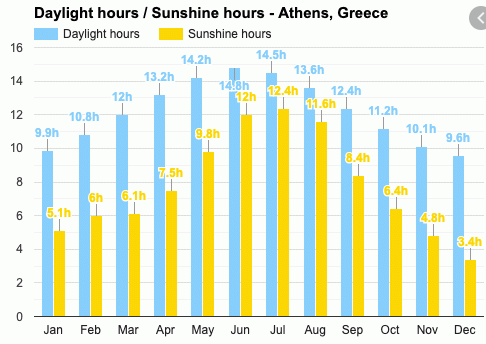 Daylight hours / Sunshine hours - Athens, Greece
Daylight hours Sunshine hours
16
14
12
10
8
6
4
2
0
9.9h 10.8h 12h 13.2h 14.2h 14.8h 14.5h 13.6h 12.4h 11.2h 10.1h 9.6h
5.1h 6h 6.1h 7.5h 9.8h 12h 12.4h 11.6h 8.4h 6.4h 4.8h 3.4h
Jan Feb Mar Apr May Jun Jul Aug Sep Oct Nov Dec